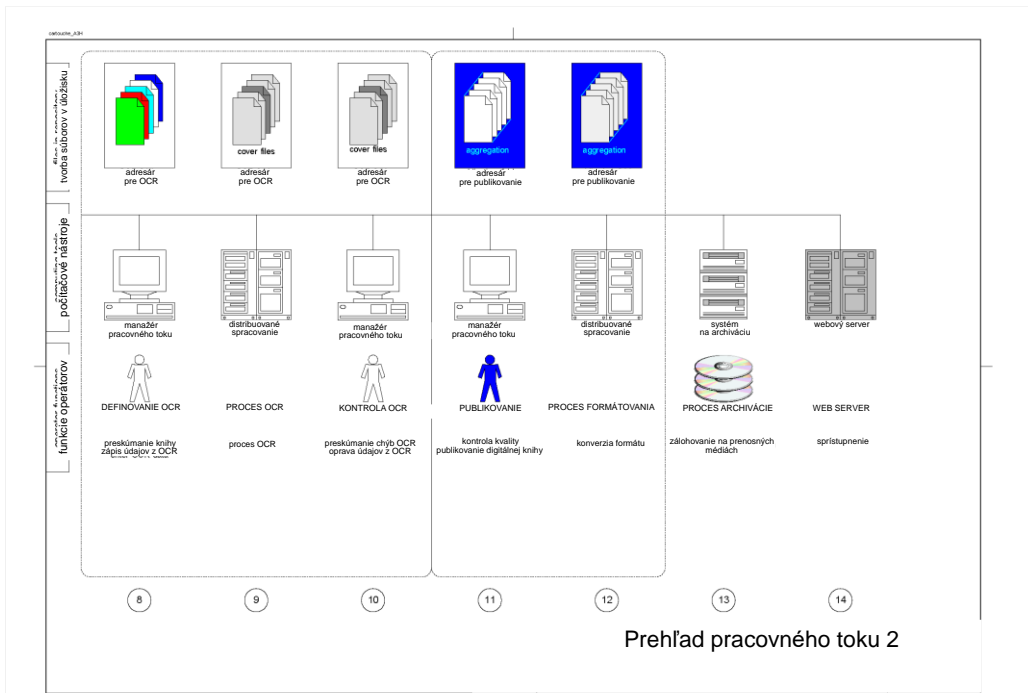 cartouche_A3H
tvorba súborov v úložisku
cover files
cover files
aggregation
aggregation
adresár
pre OCR
adresár
pre OCR
adresár
pre OCR
adresár
pre publikovanie
adresár
pre publikovanie
počítačové nástroje
manažér
pracovného toku
distribuované
spracovanie
manažér
pracovného toku
manažér
pracovného toku
distribuované
spracovanie
systém
na archiváciu
webový server
funkcie operátorov
DEFINOVANIE OCR
PROCES OCR
KONTROLA OCR
PUBLIKOVANIE
PROCES FORMÁTOVANIA
PROCES ARCHIVÁCIE
WEB SERVER
preskúmanie knihy
zápis údajov z OCR
proces OCR
preskúmanie chýb OCR
oprava údajov z OCR
kontrola kvality
publikovanie digitálnej knihy
konverzia formátu
zálohovanie na prenosných
médiách
sprístupnenie
8
9
10
11
12
13
14
Prehľad pracovného toku 2